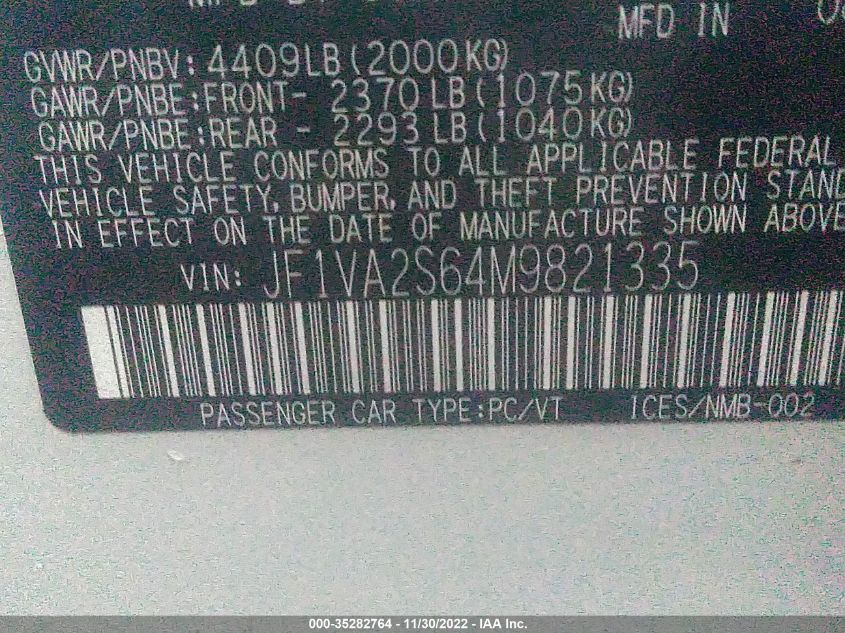 MFD IN
GVWR/PNBV: 4409LB(2000KG)
GAWR/PNBE:FRONT- 2370LB(1075KG)
GAWR/PNBE:REAR - 2293LB(1040KG)
THIS VEHICLE CONFORMS TO ALL APPLICABLE FEDERAL
VEHICLE SAFETY, BUMPER, AND THEFT PREVENTION STAND
IN EFFECT ON THE DATE OF MANUFACTURE SHOWN ABOVE
VIN: JF1VA2S64M9821335
PASSENGER CAR TYPE:PC/VT ICES/NMB-002
000-35282764 - 11/30/2022 - IAA Inc.